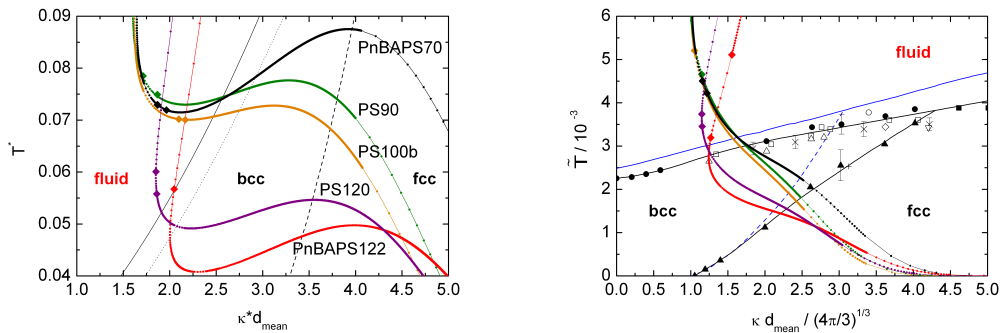 0.09
0.08
0.07
0.06
0.05
0.04
T*
1.0 1.5 2.0 2.5 3.0 3.5 4.0 4.5 5.0
κ*d_mean
PnBAPS70
PS90
PS100b
fluid bcc fcc
PS120
PnBAPS122
6
5
4
3
2
1
0
T̃ / 10⁻³
0.0 0.5 1.0 1.5 2.0 2.5 3.0 3.5 4.0 4.5 5.0
κ d_mean / (4π/3)^1/3
fluid
bcc fcc